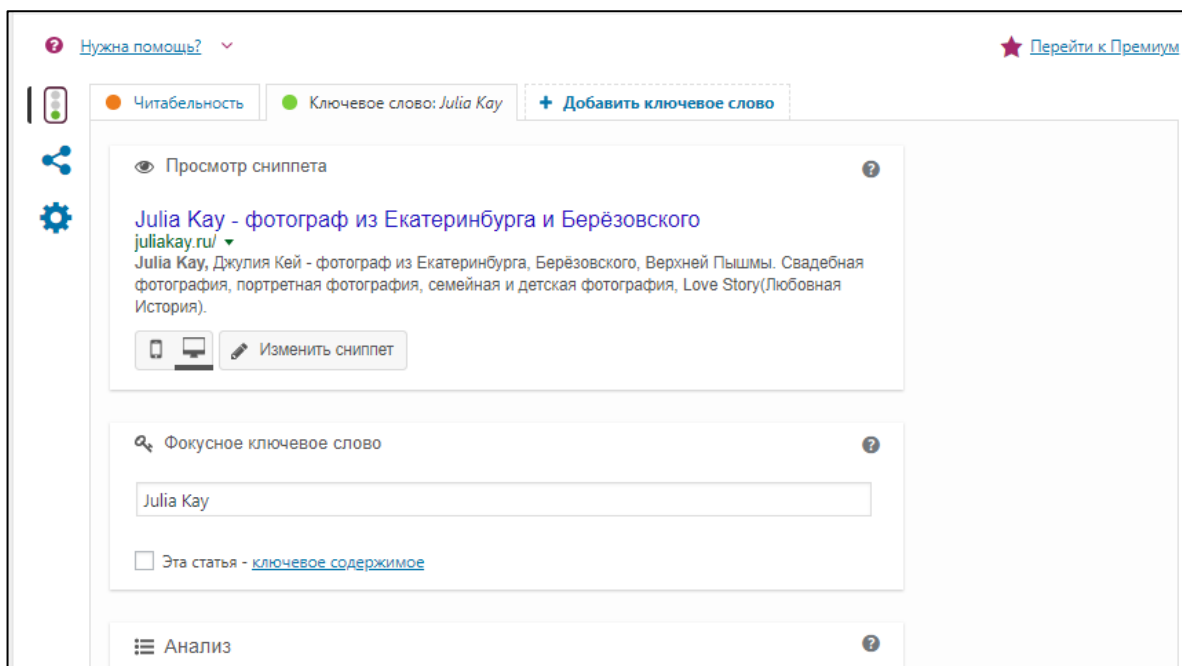 Нужна помощь?
Перейти к Премиум
Читабельность
Ключевое слово: Julia Kay
+ Добавить ключевое слово
Просмотр сниппета
Julia Kay - фотограф из Екатеринбурга и Берёзовского
juliakay.ru/
Julia Kay, Джулия Кей - фотограф из Екатеринбурга, Берёзовского, Верхней Пышмы. Свадебная
фотография, портретная фотография, семейная и детская фотография, Love Story(Любовная
История).
Изменить сниппет
Фокусное ключевое слово
Julia Kay
Эта статья - ключевое содержимое
Анализ